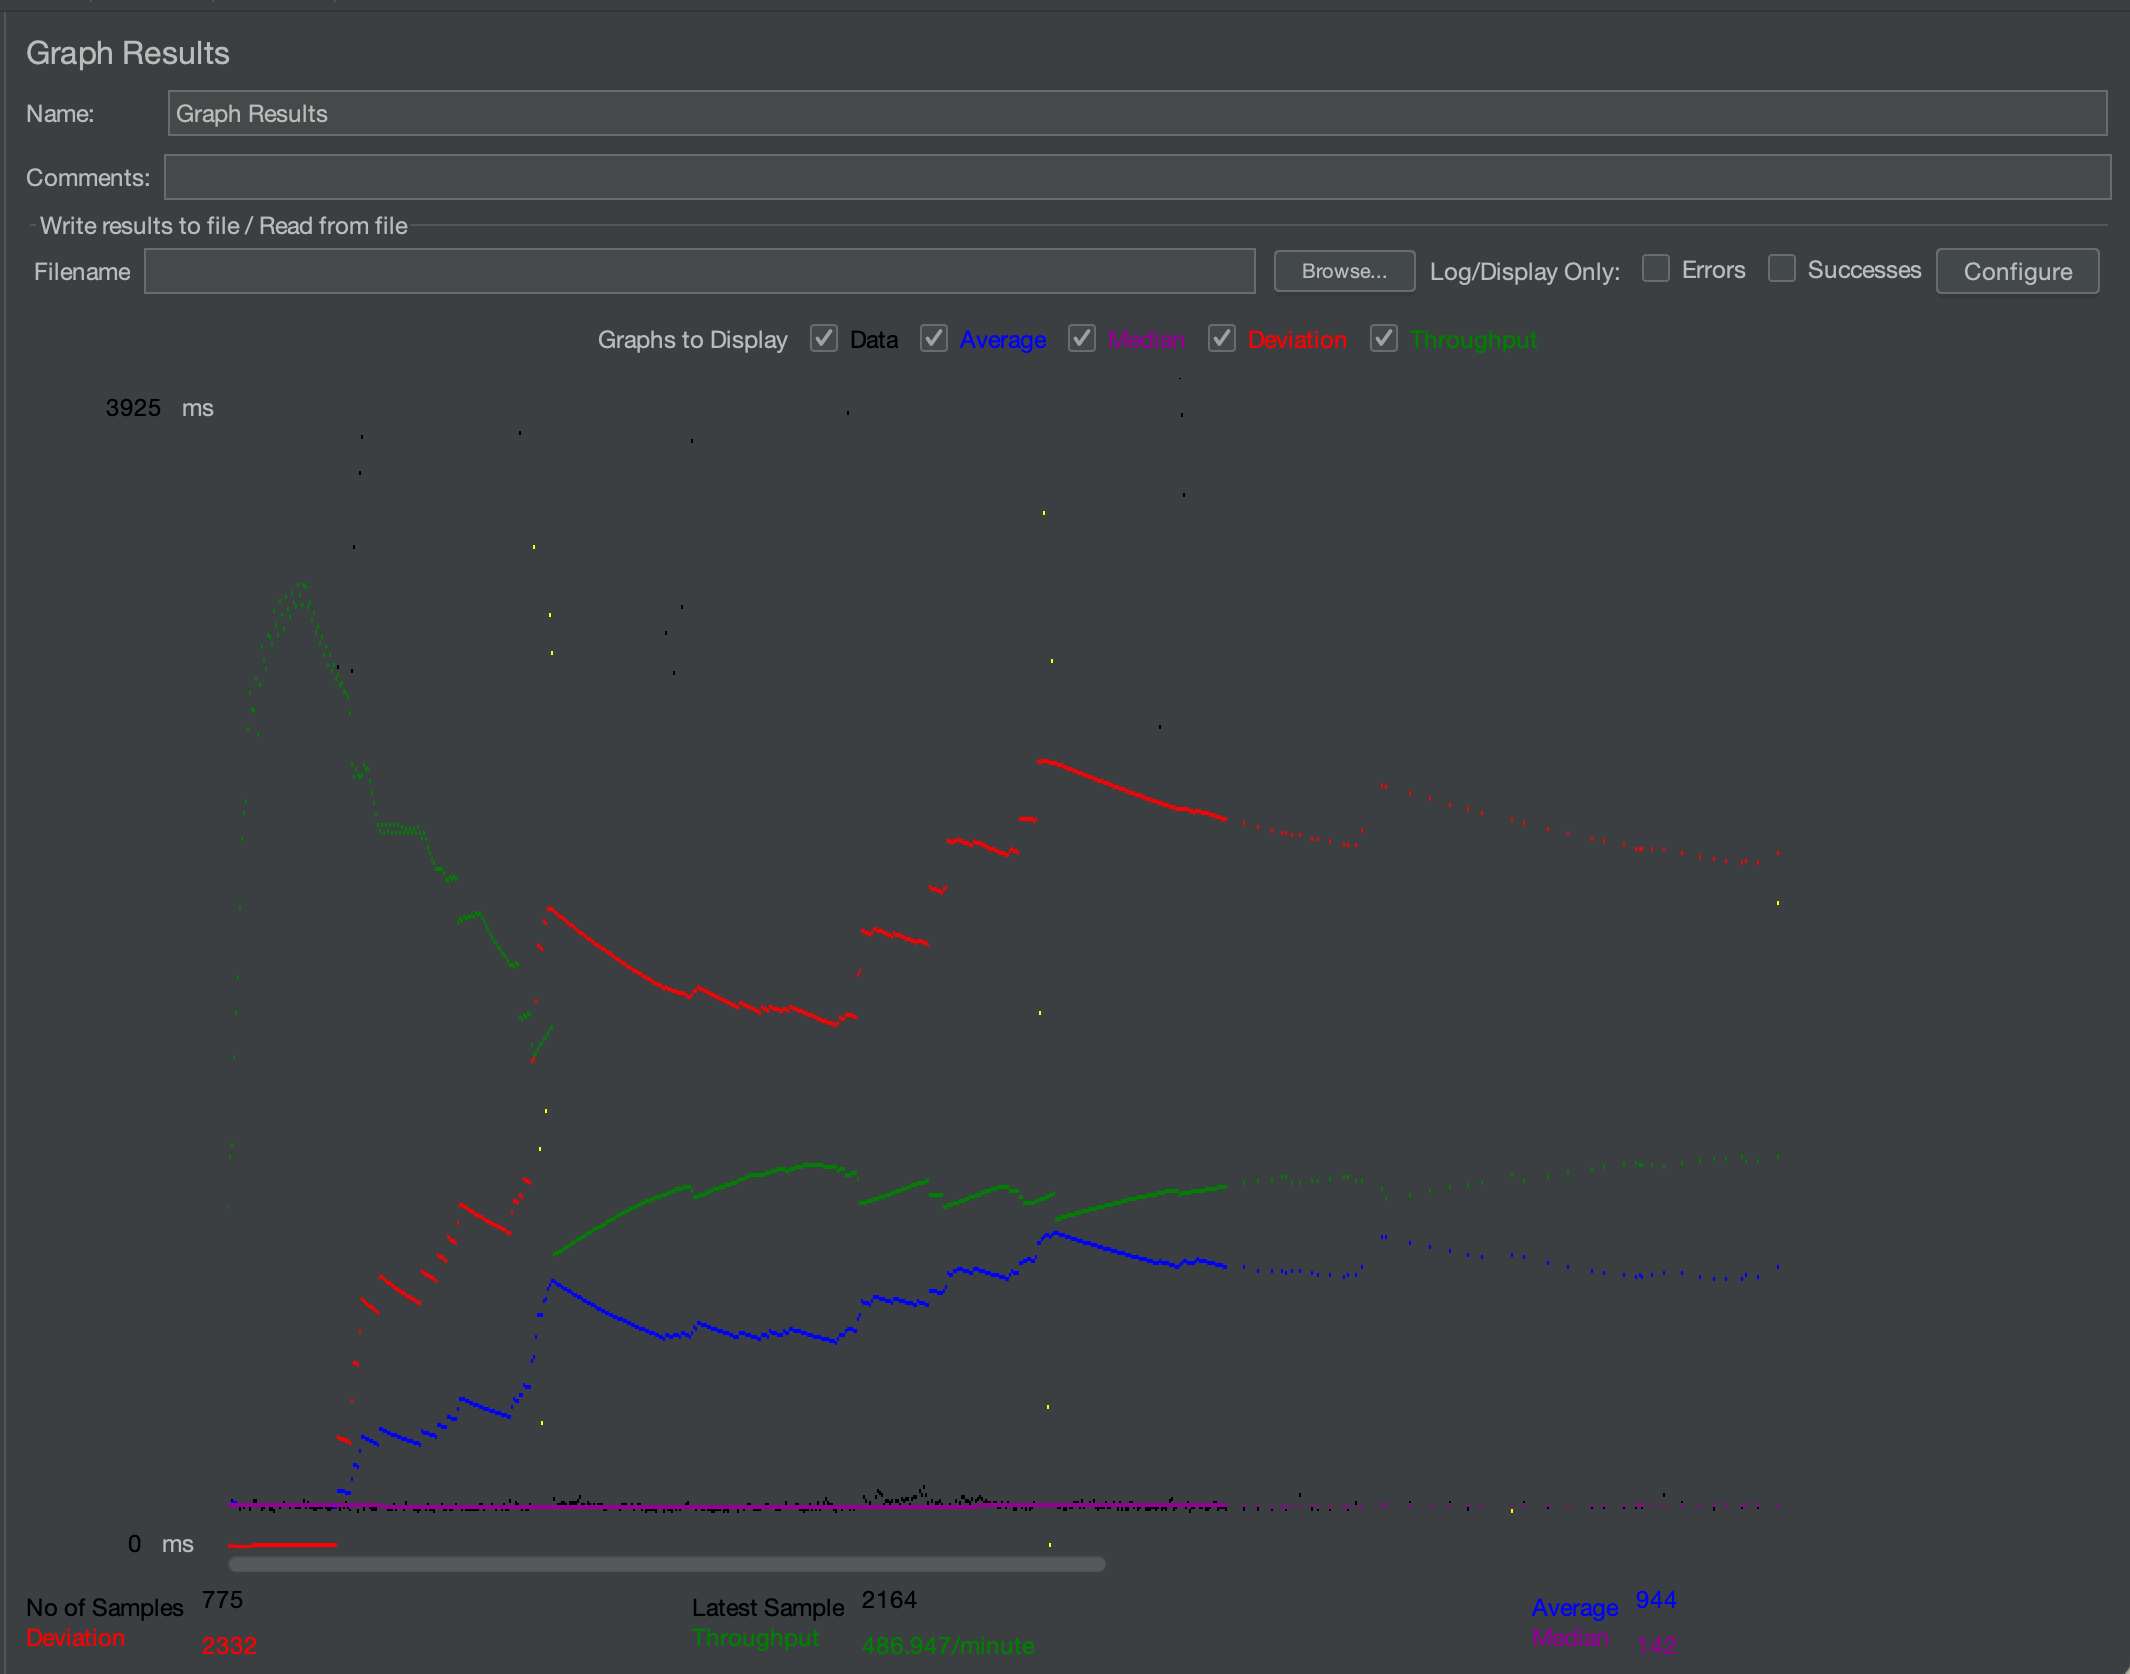 Graph Results
Name: Graph Results
Comments:
Write results to file / Read from file
Filename Browse... Log/Display Only: Errors Successes Configure
Graphs to Display Data Average Median Deviation Throughput
3925 ms
0 ms
No of Samples 775 Latest Sample 2164 Average 944
Deviation 2332 Throughput 486.947/minute Median 142